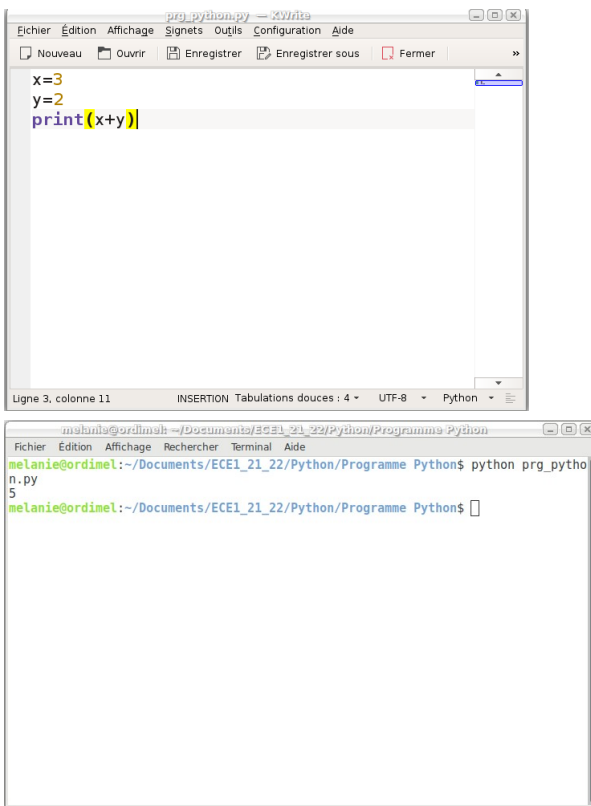 prg_python.py — KWrite
Fichier Édition Affichage Signets Outils Configuration Aide
Nouveau Ouvrir Enregistrer Enregistrer sous Fermer »
x=3
y=2
print(x+y)
Ligne 3, colonne 11 INSERTION Tabulations douces : 4 UTF-8 Python
melanie@ordimel: ~/Documents/ECE1_21_22/Python/Programme Python
Fichier Édition Affichage Rechercher Terminal Aide
melanie@ordimel:~/Documents/ECE1_21_22/Python/Programme Python$ python prg_pytho
n.py
5
melanie@ordimel:~/Documents/ECE1_21_22/Python/Programme Python$